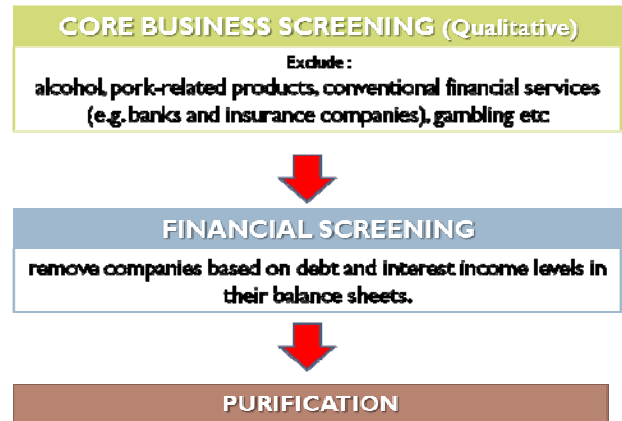 CORE BUSINESS SCREENING (Qualitative)
Exclude:
alcohol, pork-related products, conventional financial services
(e.g. banks and insurance companies), gambling etc
FINANCIAL SCREENING
remove companies based on debt and interest income levels in
their balance sheets.
PURIFICATION